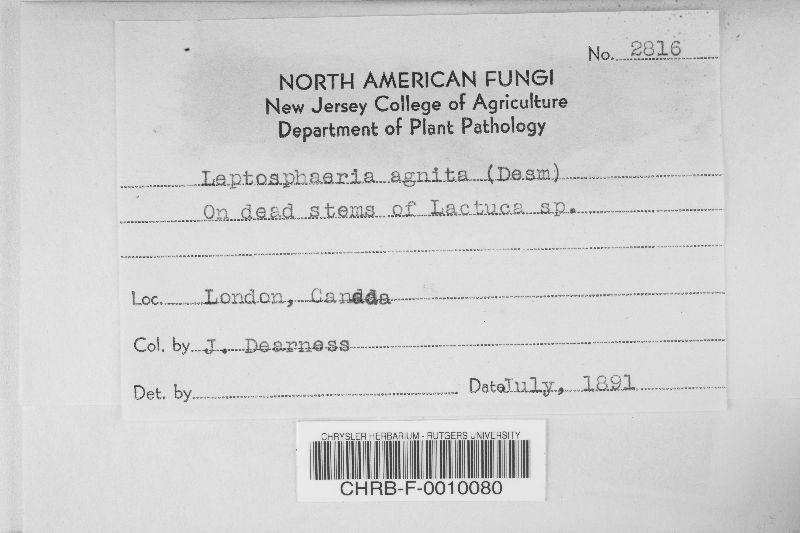 No. 2816
NORTH AMERICAN FUNGI
New Jersey College of Agriculture
Department of Plant Pathology
Leptosphaeria agnita (Desm)
On dead stems of Lactuca sp.
Loc. London, Canada
Col. by J. Dearness
Det. by
Date July, 1891
CHRYSLER HERBARIUM - RUTGERS UNIVERSITY
CHRB-F-0010080